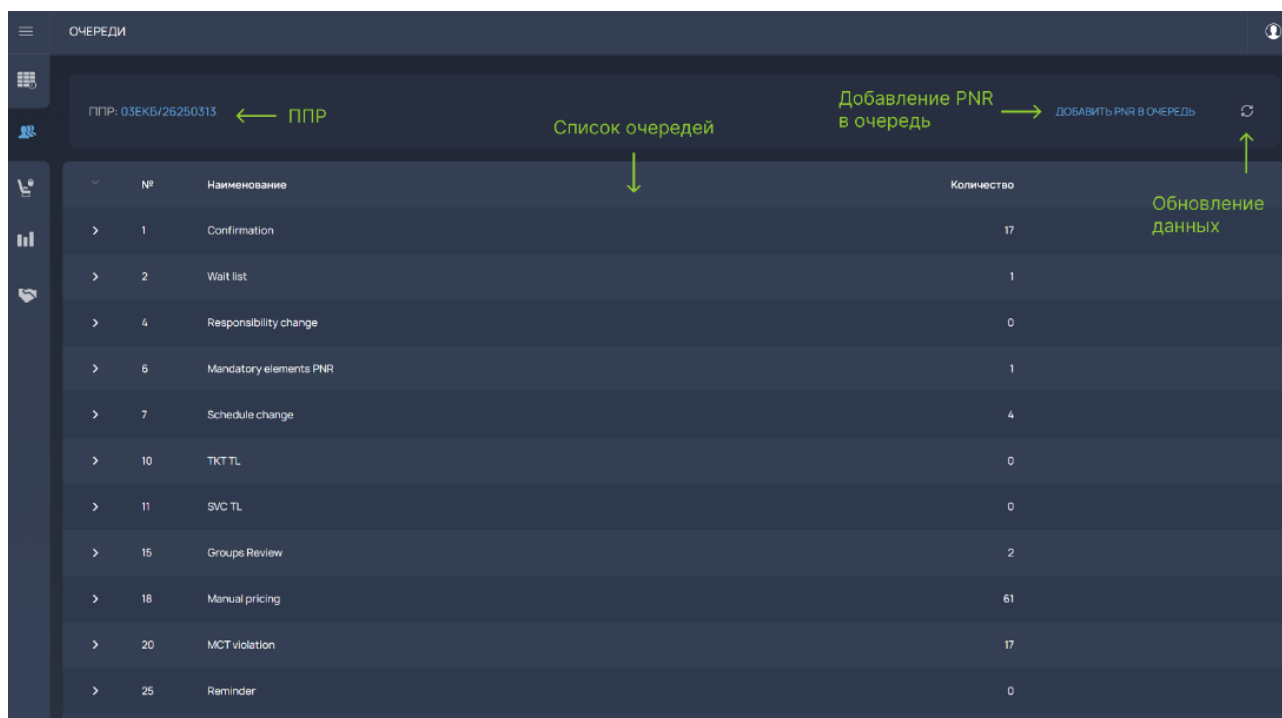 ОЧЕРЕДИ
ППР: 03ЕКБ/26250313
ППР
Список очередей
Добавление PNR
в очередь
ДОБАВИТЬ PNR В ОЧЕРЕДЬ
Обновление
данных
№ Наименование Количество
1 Confirmation 17
2 Wait list 1
4 Responsibility change 0
6 Mandatory elements PNR 1
7 Schedule change 4
10 TKT TL 0
11 SVC TL 0
15 Groups Review 2
18 Manual pricing 61
20 MCT violation 17
25 Reminder 0